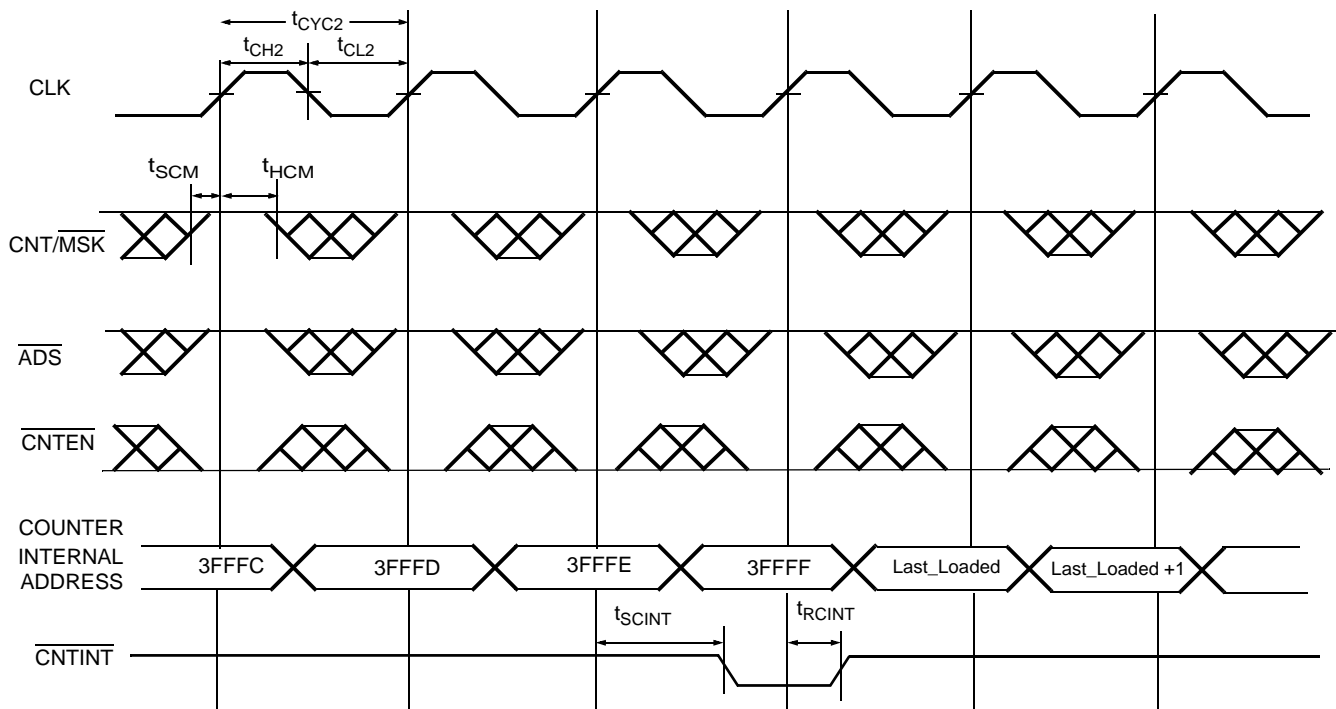 tCYC2
tCH2
tCL2
CLK
tSCM
tHCM
CNT/MSK
ADS
CNTEN
COUNTER
INTERNAL
ADDRESS
3FFFC
3FFFD
3FFFE
3FFFF
Last_Loaded
Last_Loaded +1
tSCINT
tRCINT
CNTINT